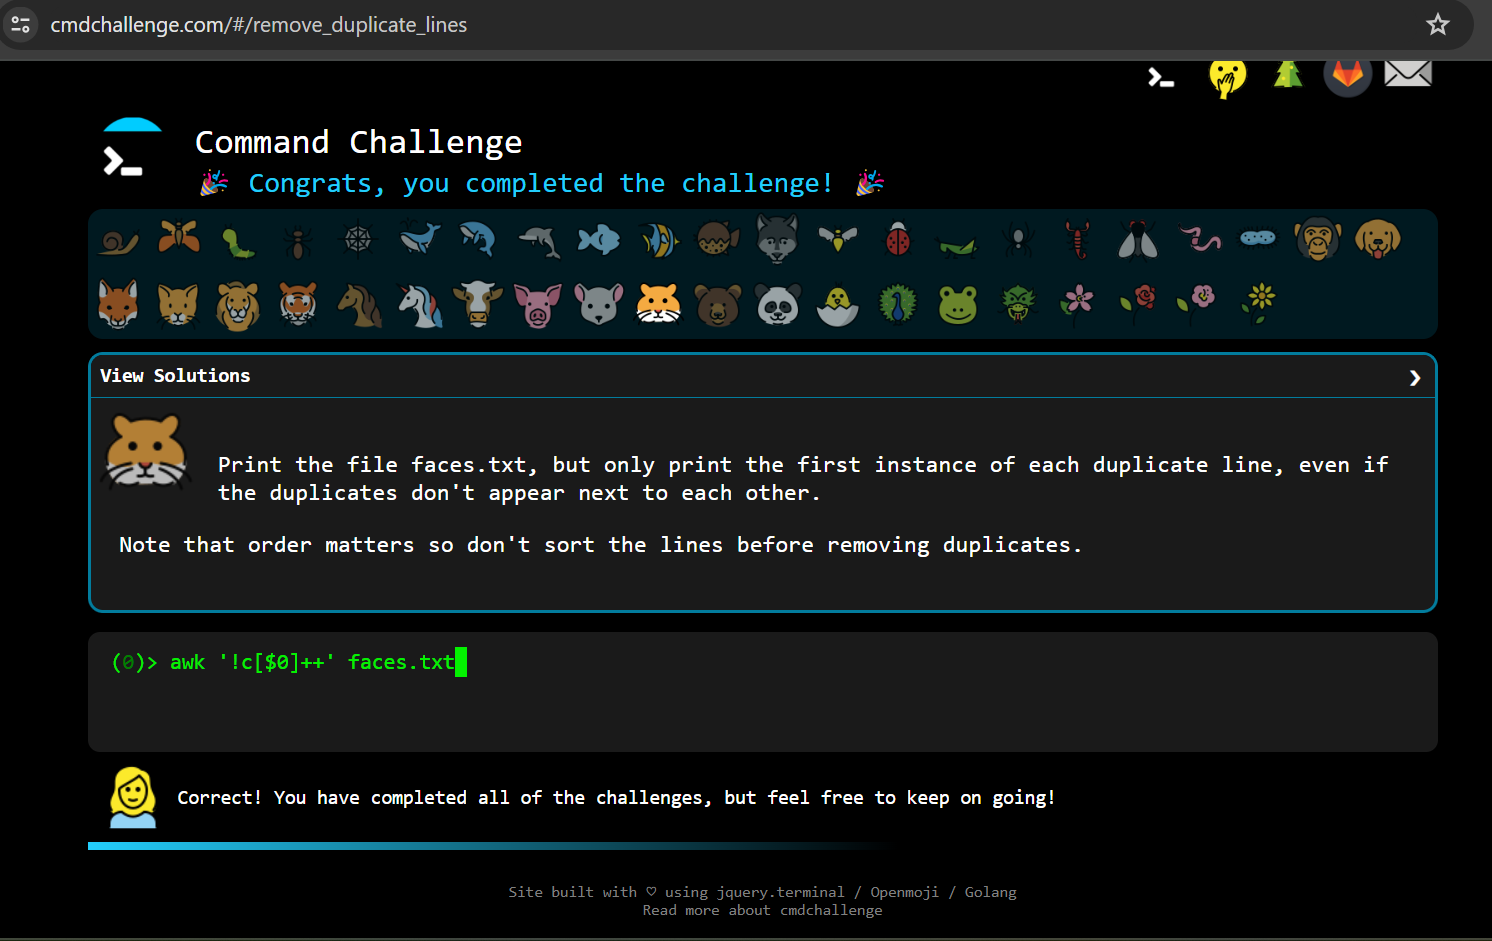 cmdchallenge.com/#/remove_duplicate_lines
Command Challenge
Congrats, you completed the challenge!
View Solutions
Print the file faces.txt, but only print the first instance of each duplicate line, even if
the duplicates don't appear next to each other.
Note that order matters so don't sort the lines before removing duplicates.
(0)> awk '!c[$0]++' faces.txt
Correct! You have completed all of the challenges, but feel free to keep on going!
Site built with ♡ using jquery.terminal / Openmoji / Golang
Read more about cmdchallenge